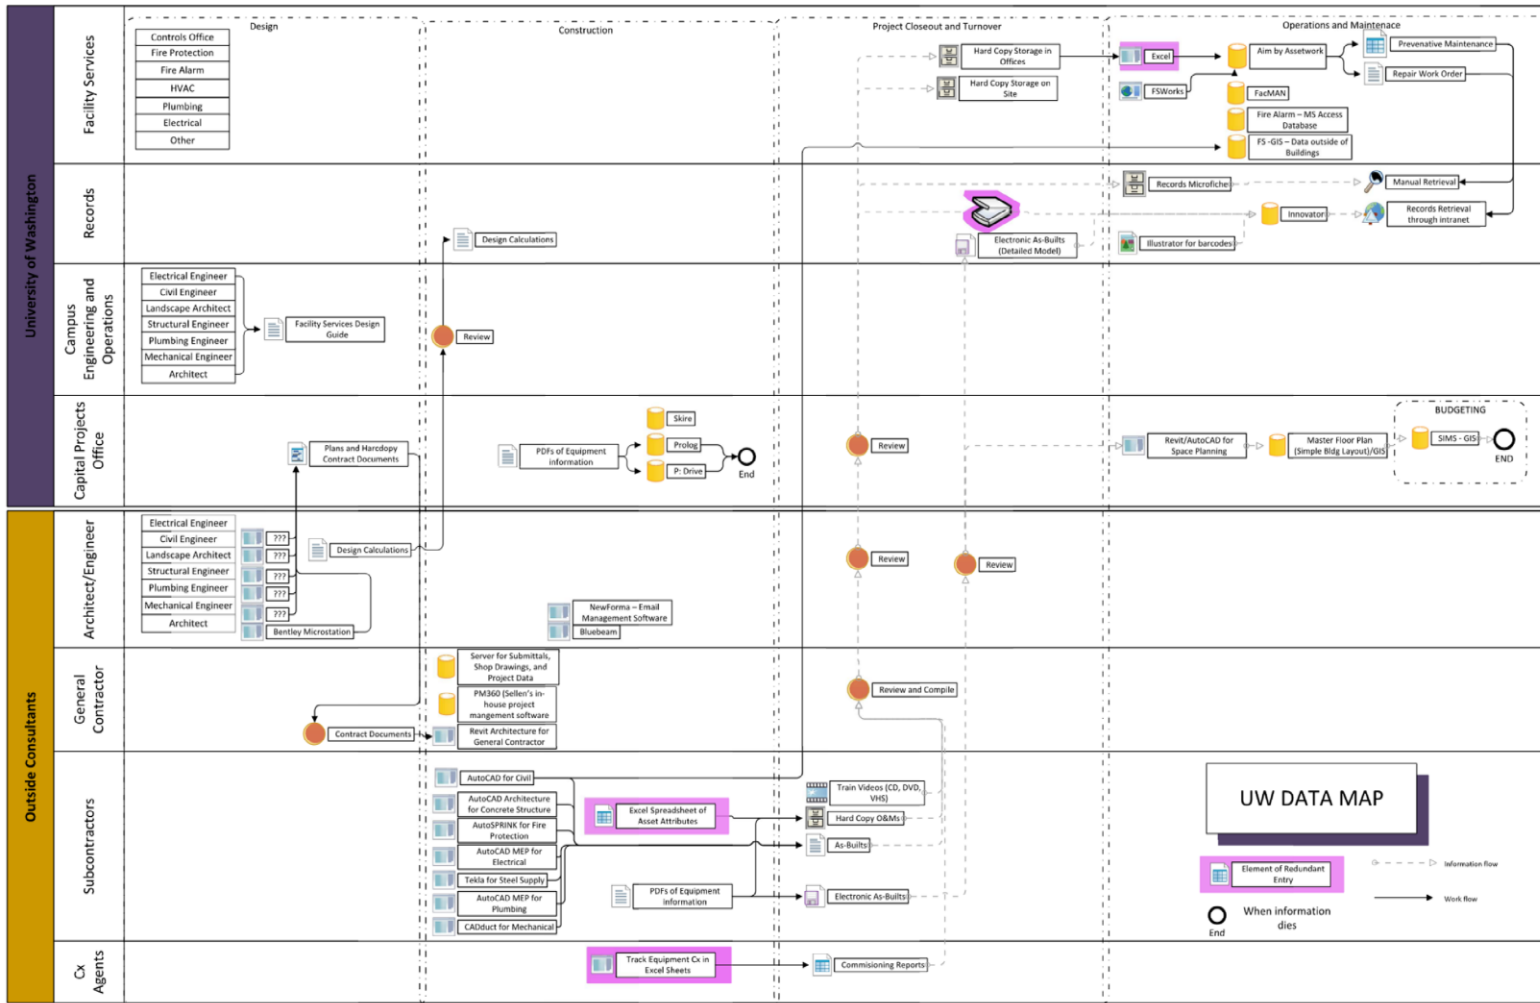 Design
Construction
Project Closeout and Turnover
Operations and Maintenace
University of Washington
Facility Services
Controls Office
Fire Protection
Fire Alarm
HVAC
Plumbing
Electrical
Other
Hard Copy Storage in
Offices
Hard Copy Storage on
Site
Excel
FSWorks
Aim by Assetwork
FacMAN
Fire Alarm – MS Access
Database
FS -GIS – Data outside of
Buildings
Prevenative Maintenance
Repair Work Order
Records
Design Calculations
Electronic As-Builts
(Detailed Model)
Records Microfiche
Illustrator for barcodes
Innovator
Manual Retrieval
Records Retrieval
through intranet
Campus
Engineering and
Operations
Electrical Engineer
Civil Engineer
Landscape Architect
Structural Engineer
Plumbing Engineer
Mechanical Engineer
Architect
Facility Services Design
Guide
Review
Capital Projects
Office
Plans and Hardcopy
Contract Documents
PDFs of Equipment
information
Skire
Prolog
P: Drive
End
Review
Revit/AutoCAD for
Space Planning
Master Floor Plan
(Simple Bldg Layout)/GIS
BUDGETING
SIMS - GIS
END
Outside Consultants
Architect/Engineer
Electrical Engineer
Civil Engineer
Landscape Architect
Structural Engineer
Plumbing Engineer
Mechanical Engineer
Architect
???
???
???
???
???
Bentley Microstation
Design Calculations
NewForma – Email
Management Software
Bluebeam
Review
Review
General
Contractor
Contract Documents
Server for Submittals,
Shop Drawings, and
Project Data
PM360 (Sellen's in-
house project
mangement software
Revit Architecture for
General Contractor
Review and Compile
Subcontractors
AutoCAD for Civil
AutoCAD Architecture
for Concrete Structure
AutoSPRINK for Fire
Protection
AutoCAD MEP for
Electrical
Tekla for Steel Supply
AutoCAD MEP for
Plumbing
CADduct for Mechanical
Excel Spreadsheet of
Asset Attributes
PDFs of Equipment
information
Train Videos (CD, DVD,
VHS)
Hard Copy O&Ms
As-Builts
Electronic As-Builts
Cx
Agents
Track Equipment Cx in
Excel Sheets
Commisioning Reports
UW DATA MAP
Element of Redundant
Entry
Information flow
Work flow
End
When information
dies